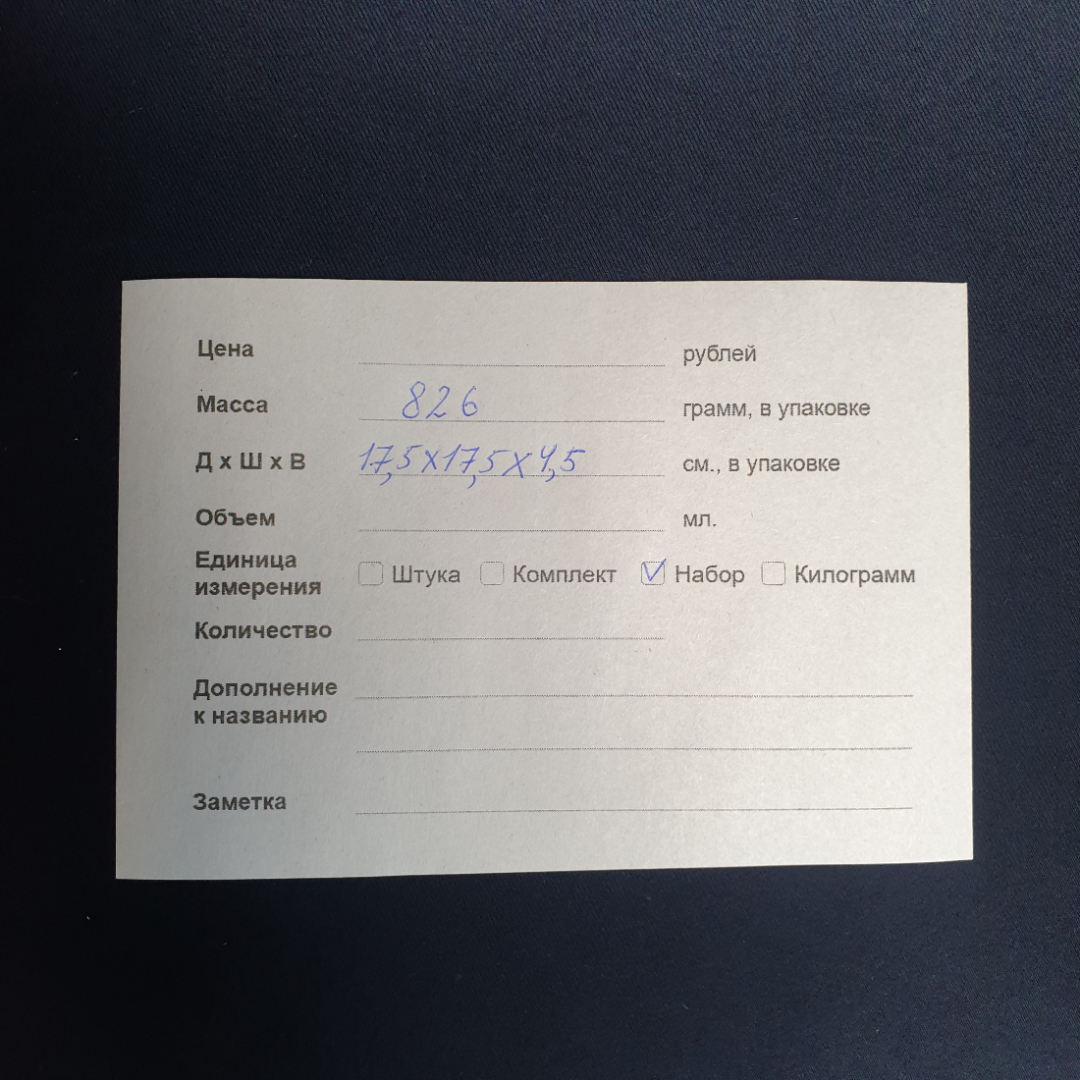 Цена рублей
Масса 826 грамм, в упаковке
Д х Ш х В 17,5х17,5х4,5 см., в упаковке
Объем мл.
Единица
измерения Штука Комплект Набор Килограмм
Количество
Дополнение
к названию
Заметка